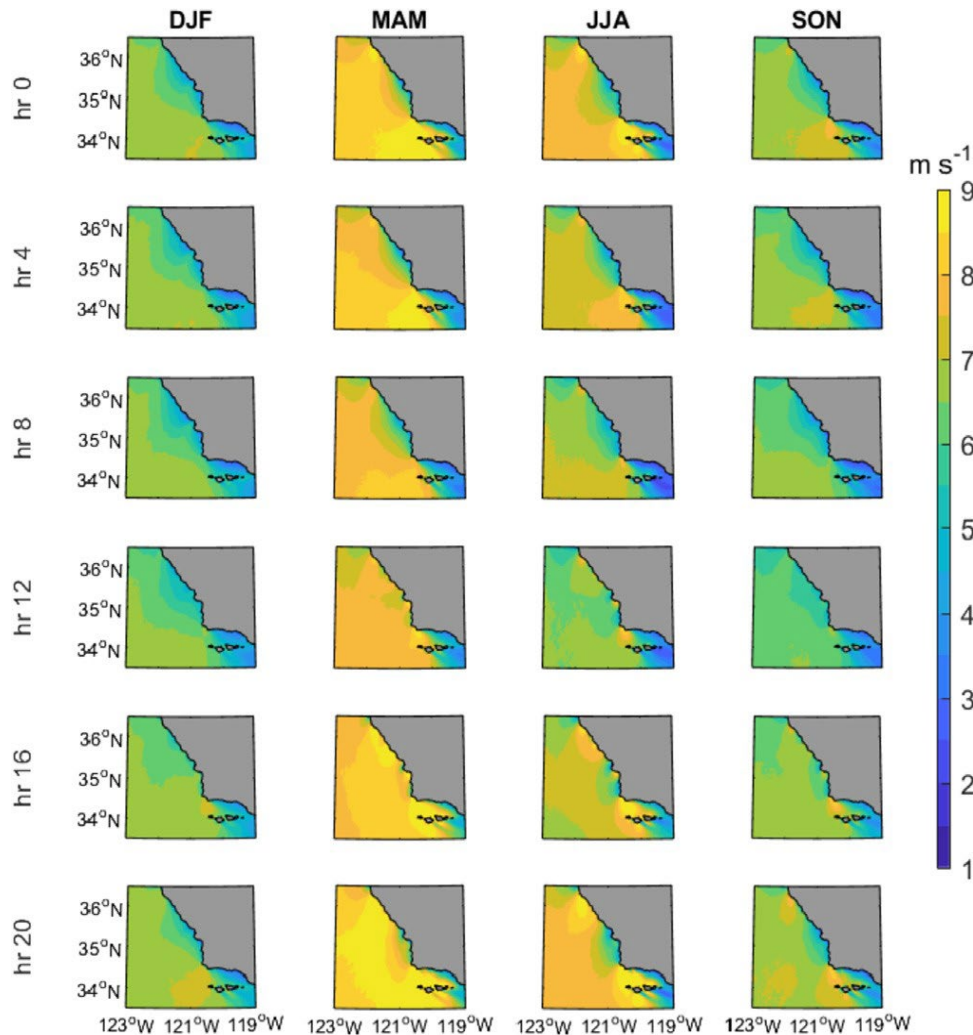 DJF MAM JJA SON
hr 0
36°N
35°N
34°N
m s⁻¹
9
8
7
6
5
4
3
2
1
hr 4
36°N
35°N
34°N
hr 8
36°N
35°N
34°N
hr 12
36°N
35°N
34°N
hr 16
36°N
35°N
34°N
hr 20
36°N
35°N
34°N
123°W 121°W 119°W 123°W 121°W 119°W 123°W 121°W 119°W 123°W 121°W 119°W